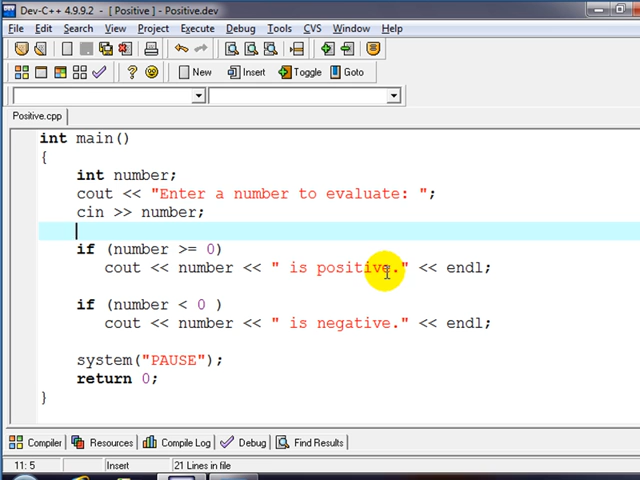 Dev-C++ 4.9.9.2 - [ Positive ] - Positive.dev
File Edit Search View Project Execute Debug Tools CVS Window Help
New Insert Toggle Goto
Positive.cpp
int main()
{
int number;
cout << "Enter a number to evaluate: ";
cin >> number;
if (number >= 0)
cout << number << " is positive." << endl;
if (number < 0 )
cout << number << " is negative." << endl;
system("PAUSE");
return 0;
}
Compiler Resources Compile Log Debug Find Results
11: 5 Insert 21 Lines in file